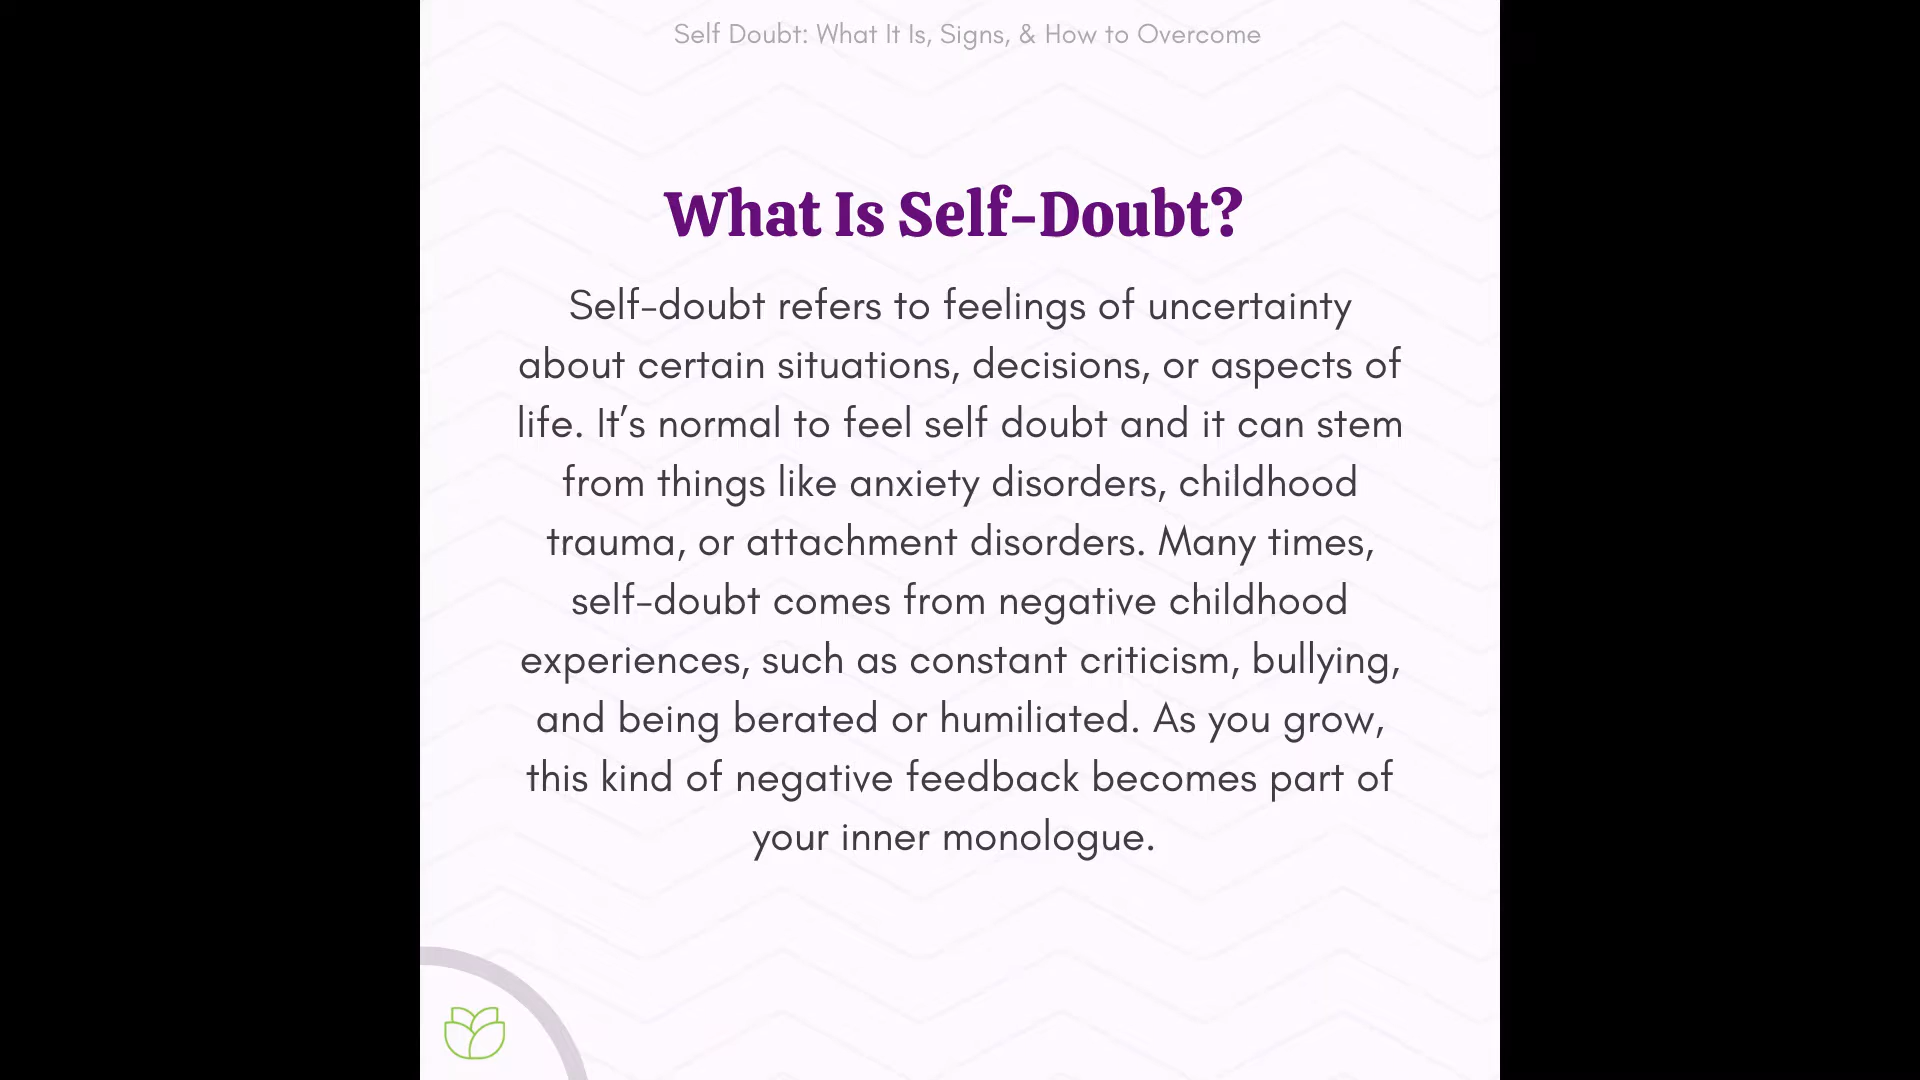 Self Doubt: What It Is, Signs, & How to Overcome
What Is Self-Doubt?
Self-doubt refers to feelings of uncertainty
about certain situations, decisions, or aspects of
life. It’s normal to feel self doubt and it can stem
from things like anxiety disorders, childhood
trauma, or attachment disorders. Many times,
self-doubt comes from negative childhood
experiences, such as constant criticism, bullying,
and being berated or humiliated. As you grow,
this kind of negative feedback becomes part of
your inner monologue.